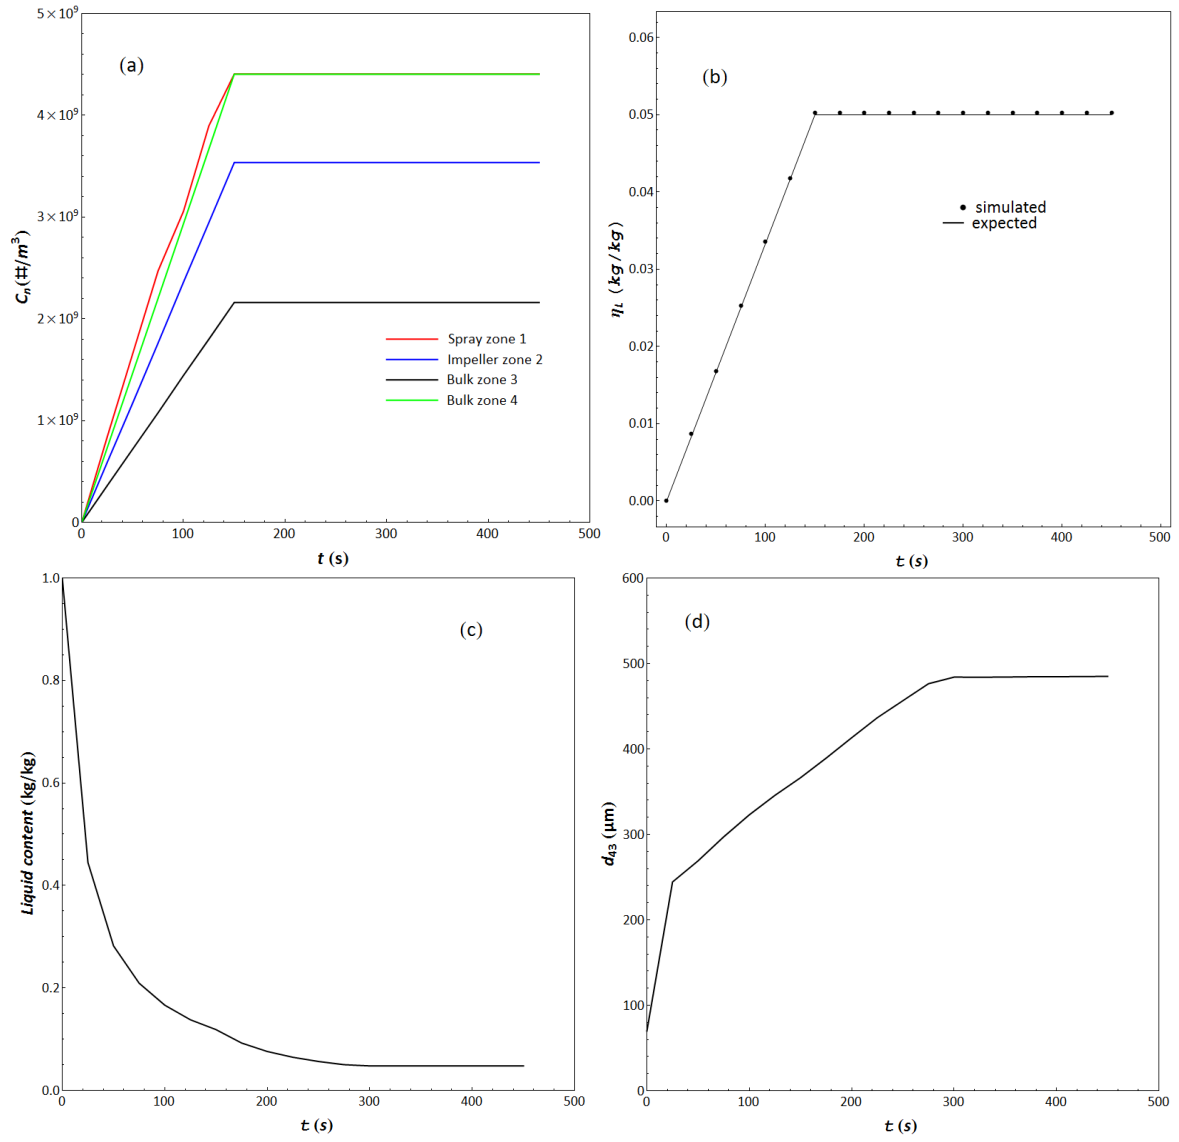 (a)
C_n (#/m³)
5×10⁹
4×10⁹
3×10⁹
2×10⁹
1×10⁹
0
Spray zone 1
Impeller zone 2
Bulk zone 3
Bulk zone 4
0 100 200 300 400 500
t (s)
(b)
η_L (kg/kg)
0.06
0.05
0.04
0.03
0.02
0.01
0.00
simulated
expected
0 100 200 300 400 500
t (s)
(c)
Liquid content (kg/kg)
1.0
0.8
0.6
0.4
0.2
0.0
0 100 200 300 400 500
t (s)
(d)
d₄₃ (μm)
600
500
400
300
200
100
0
0 100 200 300 400 500
t (s)